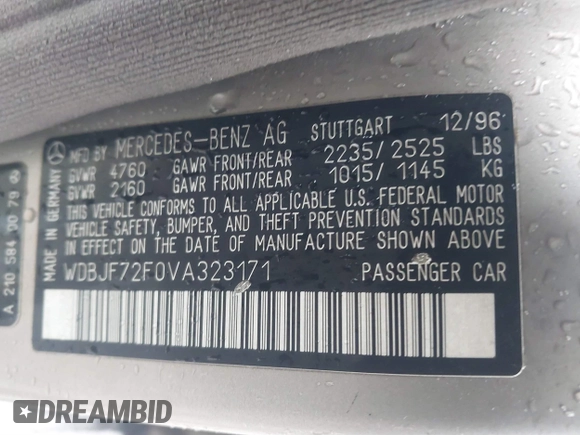 MFD BY MERCEDES-BENZ AG STUTTGART 12/96
GVWR 4760 GAWR FRONT/REAR 2235/2525 LBS
GVWR 2160 GAWR FRONT/REAR 1015/1145 KG
THIS VEHICLE CONFORMS TO ALL APPLICABLE U.S. FEDERAL MOTOR
VEHICLE SAFETY, BUMPER, AND THEFT PREVENTION STANDARDS
IN EFFECT ON THE DATE OF MANUFACTURE SHOWN ABOVE.
WDBJF72F0VA323171 PASSENGER CAR
MADE IN GERMANY
A 210 584 00 79
DREAMBID